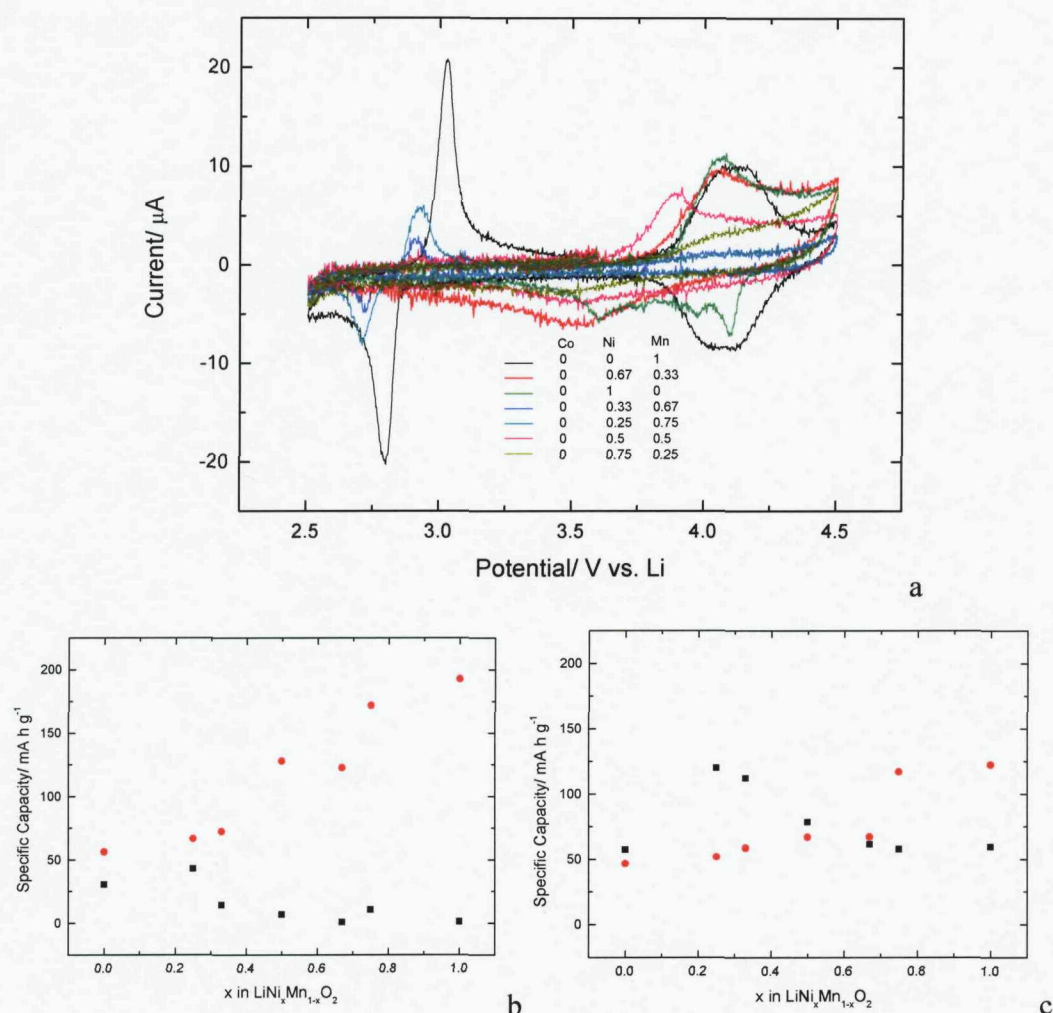 20
10
0
-10
-20
Current/ μA
Co Ni Mn
0 0 1
0 0.67 0.33
0 1 0
0 0.33 0.67
0 0.25 0.75
0 0.5 0.5
0 0.75 0.25
2.5 3.0 3.5 4.0 4.5
Potential/ V vs. Li
a
200
150
100
50
0
Specific Capacity/ mA h g⁻¹
0.0 0.2 0.4 0.6 0.8 1.0
x in LiNiₓMn₁₋ₓO₂
b
200
150
100
50
0
Specific Capacity/ mA h g⁻¹
0.0 0.2 0.4 0.6 0.8 1.0
x in LiNiₓMn₁₋ₓO₂
c